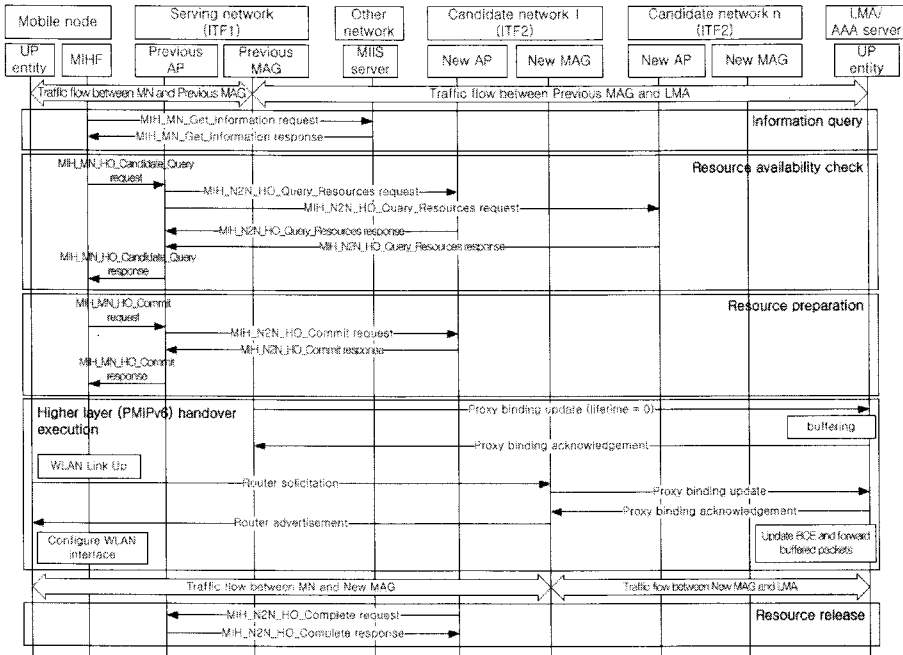 Mobile node
Serving network
(ITF1)
Other
network
Candidate network 1
(ITF2)
Candidate network n
(ITF2)
LMA/
AAA server
UP
entity
MIHF
Previous
AP
Previous
MAG
MIIS
server
New AP
New MAG
New AP
New MAG
UP
entity
Traffic flow between MN and Previous MAG
Traffic flow between Previous MAG and LMA
MIH_MN_Get_Information request
Information query
MIH_MN_Get_Information response
MIH_MN_HO_Candidate_Query
request
Resource availability check
MIH_N2N_HO_Query_Resources request
MIH_N2N_HO_Query_Resources request
MIH_N2N_HO_Query_Resources response
MIH_N2N_HO_Query_Resources response
MIH_MN_HO_Candidate_Query
response
MIH_MN_HO_Commit
request
Resource preparation
MIH_N2N_HO_Commit request
MIH_N2N_HO_Commit response
MIH_MN_HO_Commit
response
Higher layer (PMIPv6) handover
execution
Proxy binding update (lifetime = 0)
buffering
Proxy binding acknowledgement
WLAN Link Up
Router solicitation
Proxy binding update
Proxy binding acknowledgement
Router advertisement
Configure WLAN
interface
Update BCE and forward
buffered packets
Traffic flow between MN and New MAG
Traffic flow between New MAG and LMA
MIH_N2N_HO_Complete request
Resource release
MIH_N2N_HO_Complete response